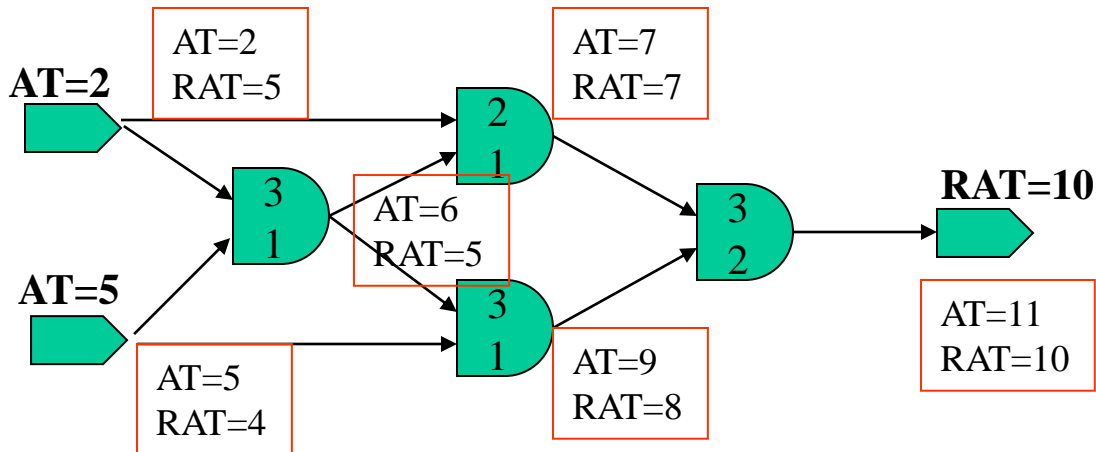 AT=2
RAT=5
AT=7
RAT=7
AT=2
2
1
3
1
AT=6
RAT=5
3
2
RAT=10
AT=5
3
1
AT=5
RAT=4
AT=9
RAT=8
AT=11
RAT=10